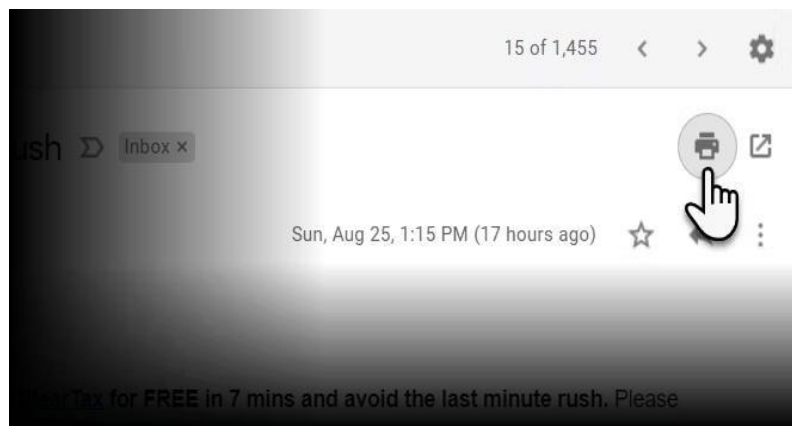 15 of 1,455
ush Inbox ×
Sun, Aug 25, 1:15 PM (17 hours ago)
ClearTax for FREE in 7 mins and avoid the last minute rush. Please